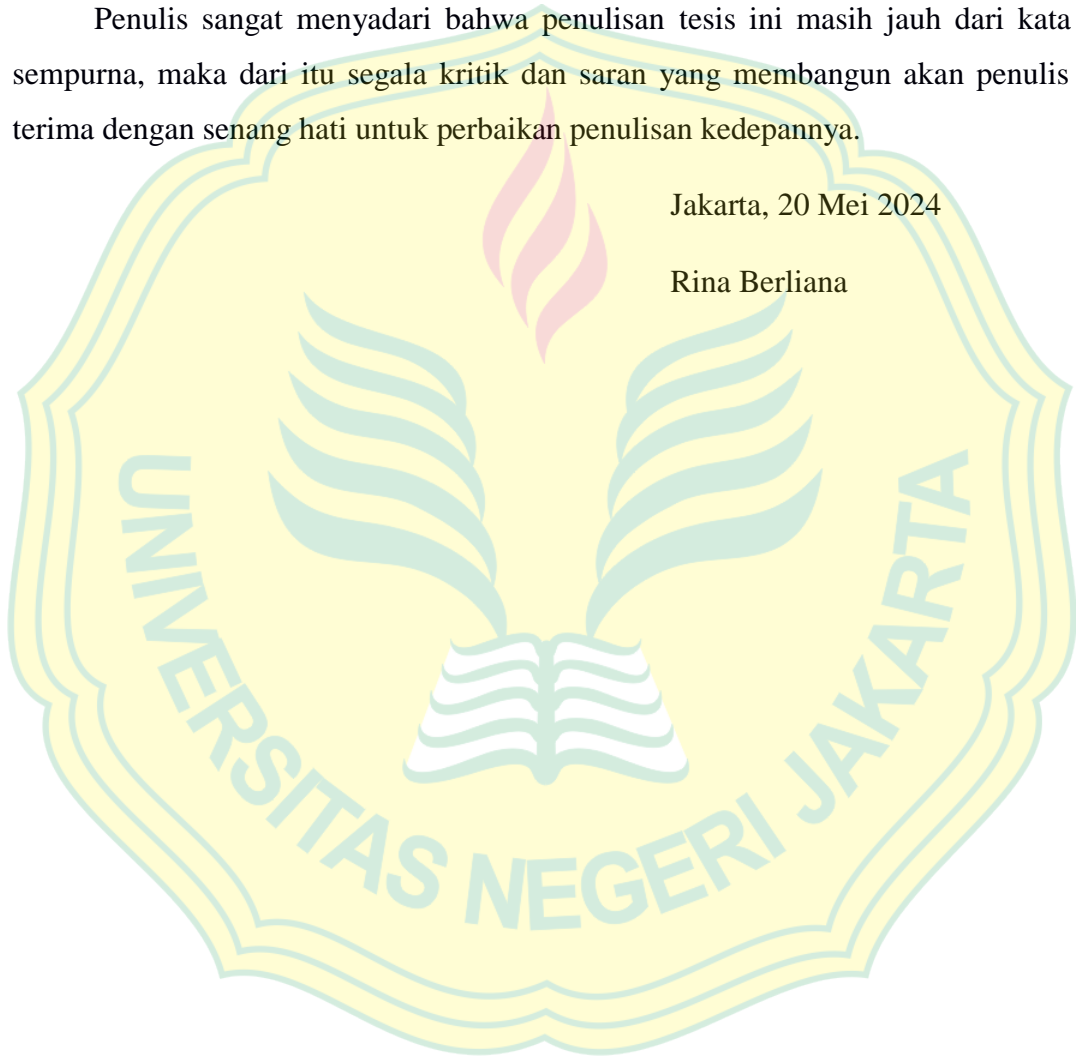 Penulis sangat menyadari bahwa penulisan tesis ini masih jauh dari kata
sempurna, maka dari itu segala kritik dan saran yang membangun akan penulis
terima dengan senang hati untuk perbaikan penulisan kedepannya.
Jakarta, 20 Mei 2024
Rina Berliana
UNIVERSITAS NEGERI JAKARTA